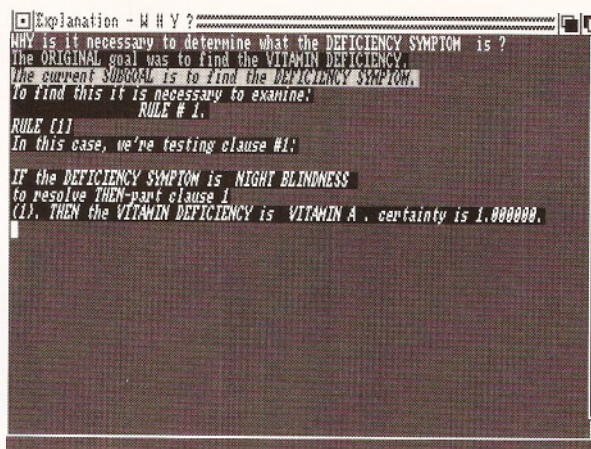 Explanation - W H Y ?
WHY is it necessary to determine what the DEFICIENCY SYMPTOM is ?
The ORIGINAL goal was to find the VITAMIN DEFICIENCY.
The current SUBGOAL is to find the DEFICIENCY SYMPTOM.
To find this it is necessary to examine:
RULE # 1.
RULE [1]
In this case, we're testing clause #1:
IF the DEFICIENCY SYMPTOM is NIGHT BLINDNESS
to resolve THEN-part clause 1
(1). THEN the VITAMIN DEFICIENCY is VITAMIN A . certainty is 1.000000.